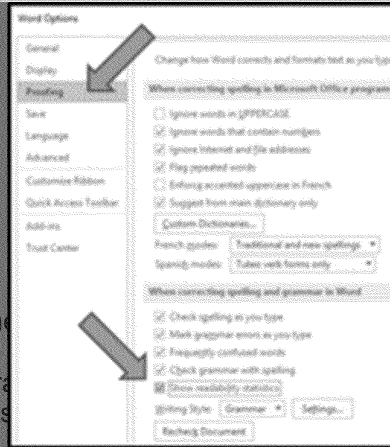 Word Options
General
Display
Proofing
Save
Language
Advanced
Customize Ribbon
Quick Access Toolbar
Add-ins
Trust Center
Change how Word corrects and formats text as you type
When correcting spelling in Microsoft Office programs
Ignore words in UPPERCASE
Ignore words that contain numbers
Ignore Internet and file addresses
Flag repeated words
Enforce accented uppercase in French
Suggest from main dictionary only
Custom Dictionaries...
French modes: Traditional and new spellings
Spanish modes: Tuteo verb forms only
When correcting spelling and grammar in Word
Check spelling as you type
Mark grammar errors as you type
Frequently confused words
Check grammar with spelling
Show readability statistics
Writing Style: Grammar Settings...
Recheck Document